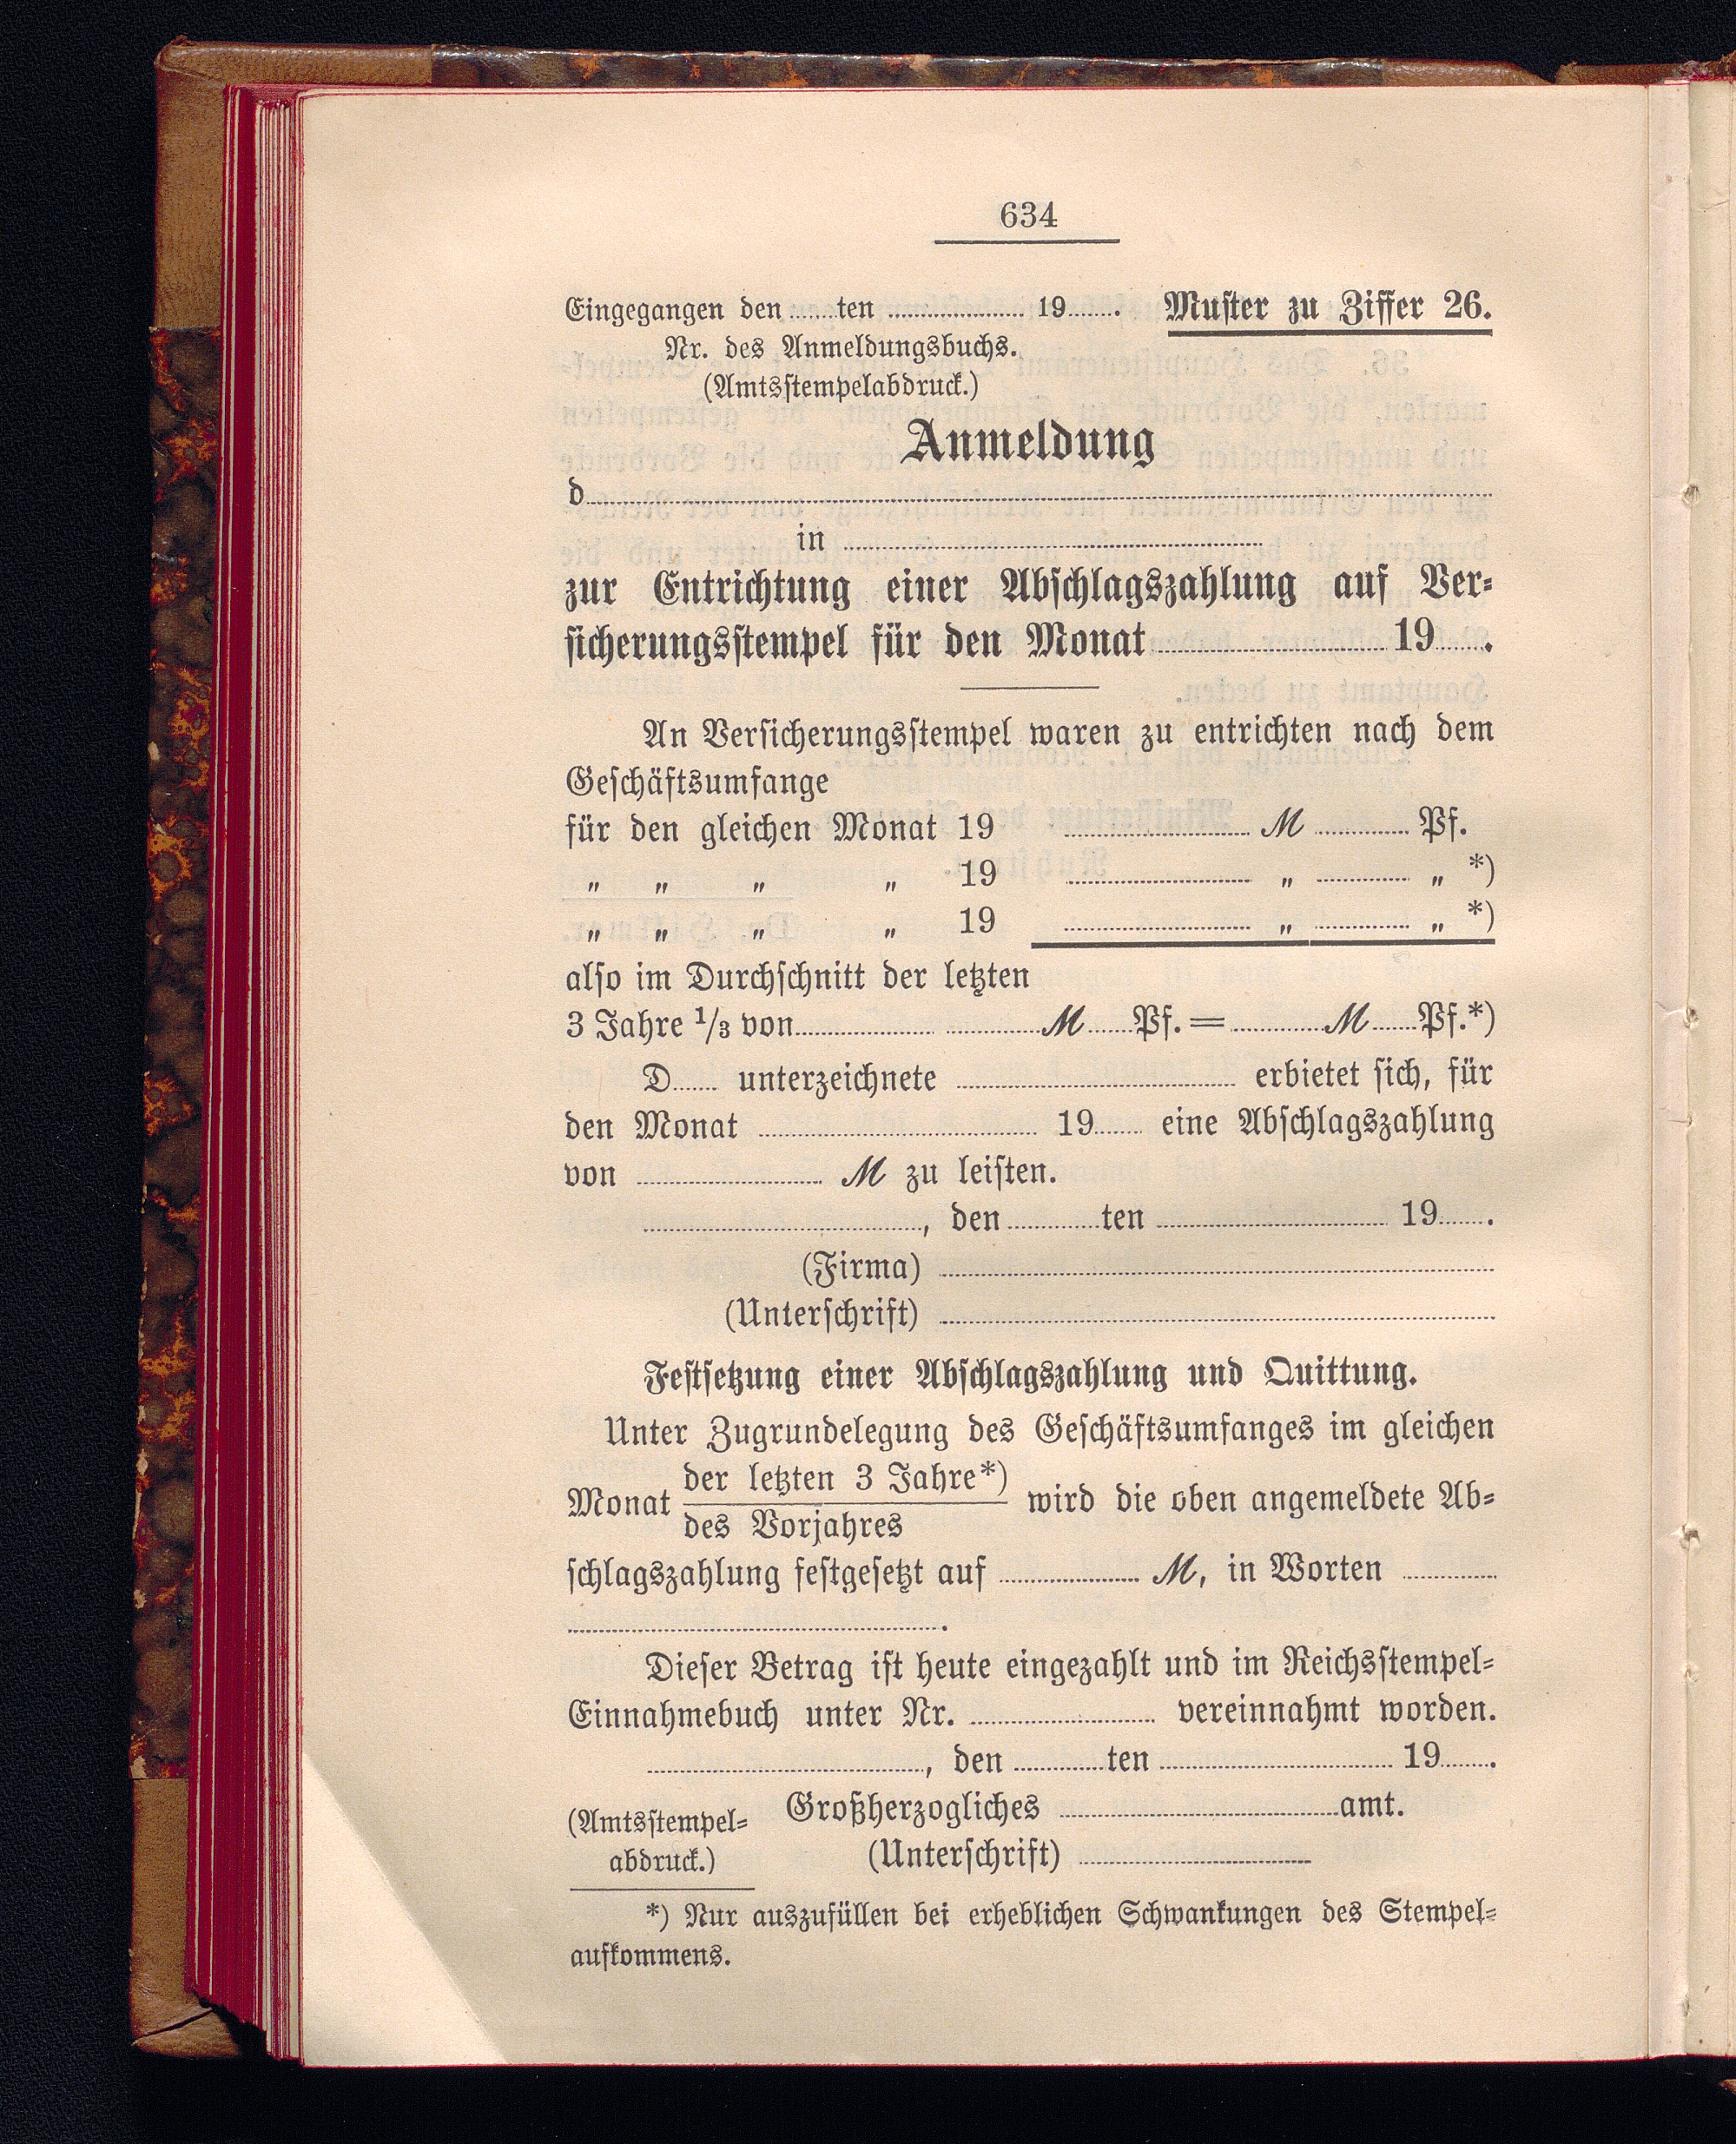 634
Eingegangen den ......ten ............ 19..... . Muster zu Ziffer 26.
Nr. des Anmeldungsbuchs.
(Amtsstempelabdruck.)
Anmeldung
d............
in ............
zur Entrichtung einer Abschlagszahlung auf Ver-
sicherungsstempel für den Monat ............ 19..... .
An Versicherungsstempel waren zu entrichten nach dem
Geschäftsumfange
für den gleichen Monat 19 ............ M ......... Pf.
„ „ „ „ 19 ............ „ ......... „ *)
„ „ „ „ 19 ............ „ ......... „ *)
also im Durchschnitt der letzten
3 Jahre 1/3 von ............ ......... M ..... Pf. = ......... M ..... Pf.*)
D..... unterzeichnete ............ erbietet sich, für
den Monat ............ 19..... eine Abschlagszahlung
von ............ M zu leisten.
............, den .........ten ............ 19..... .
(Firma) ............
(Unterschrift) ............
Festsetzung einer Abschlagszahlung und Quittung.
Unter Zugrundelegung des Geschäftsumfanges im gleichen
der letzten 3 Jahre*)
Monat wird die oben angemeldete Ab-
des Vorjahres
schlagszahlung festgesetzt auf ............ M, in Worten .........
............ .
Dieser Betrag ist heute eingezahlt und im Reichsstempel-
Einnahmebuch unter Nr. ............ vereinnahmt worden.
............, den .........ten ............ 19..... .
(Amtsstempel- Großherzogliches ............amt.
abdruck.) (Unterschrift) ............
*) Nur auszufüllen bei erheblichen Schwankungen des Stempel-
aufkommens.